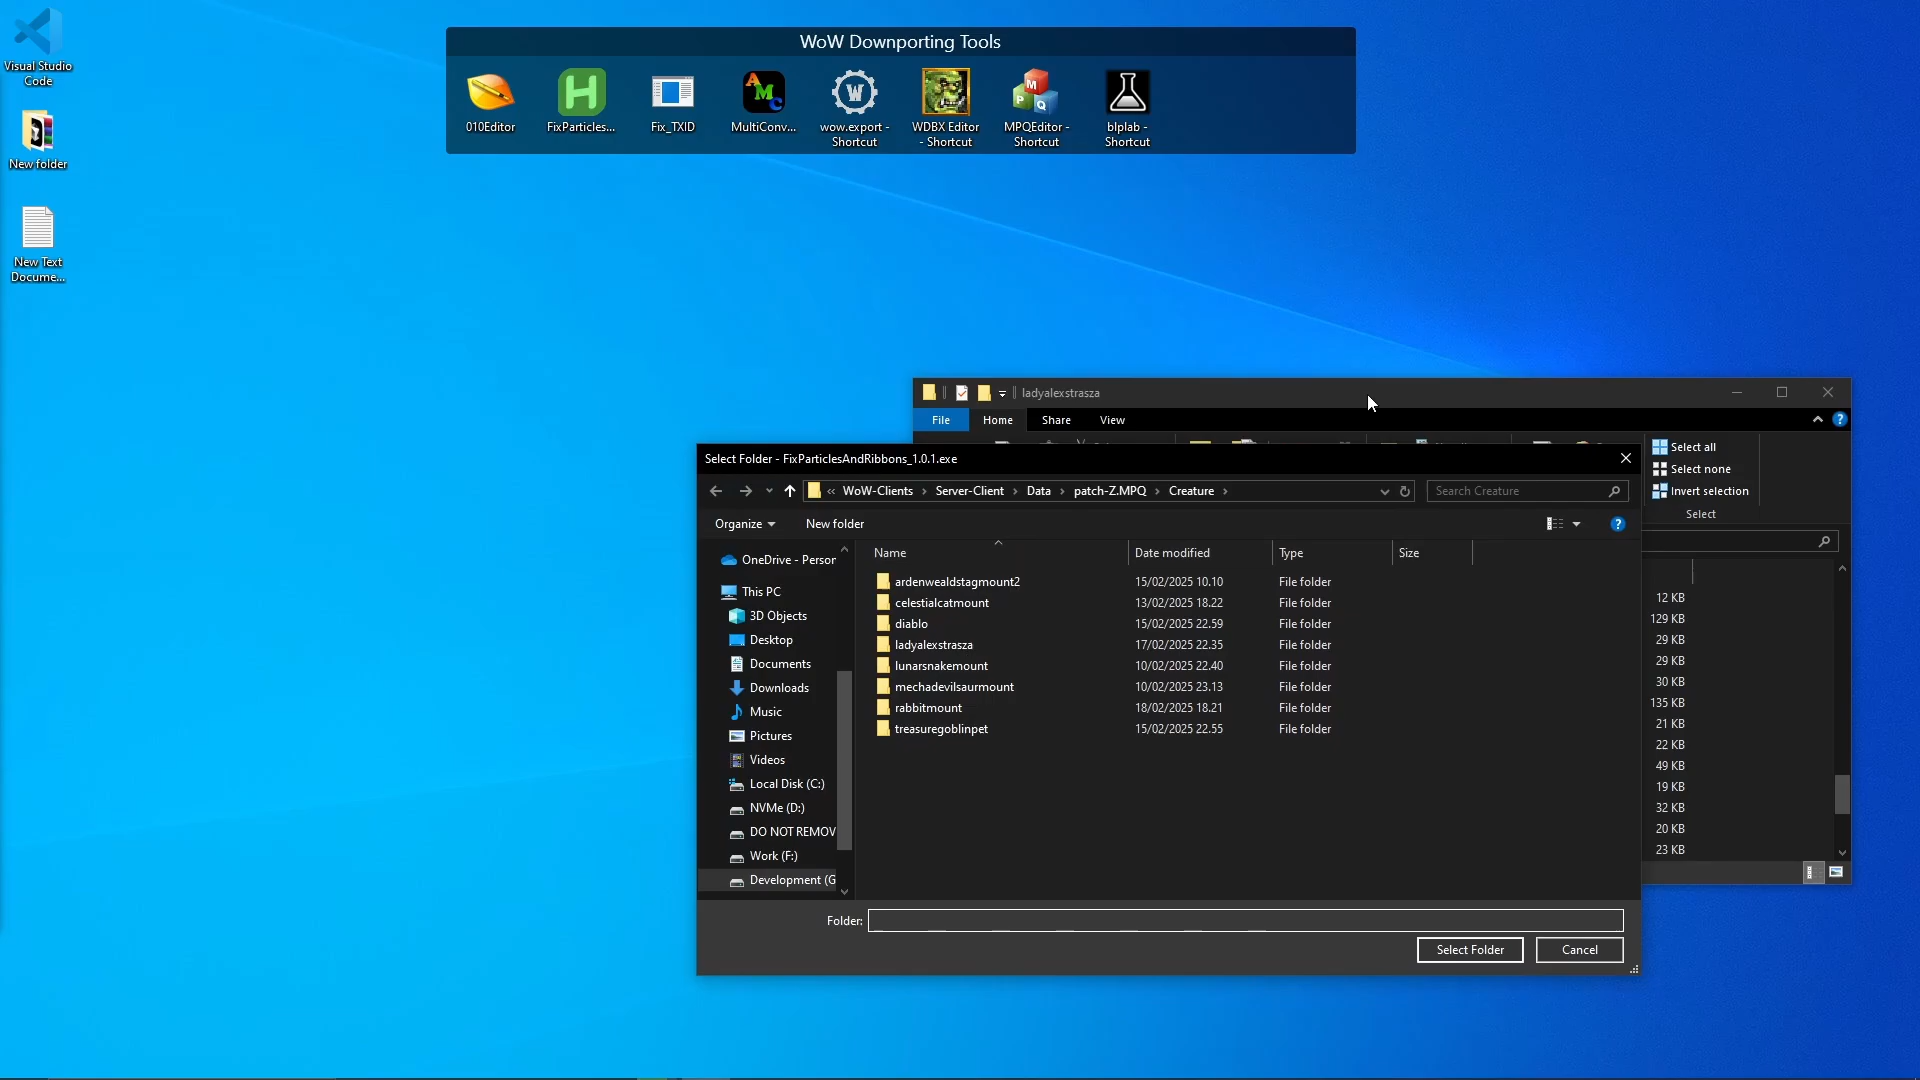 Visual Studio
Code
New folder
New Text
Docume...
WoW Downporting Tools
010Editor
FixParticles...
Fix_TXID
MultiConv...
wow.export -
Shortcut
WDBX Editor
- Shortcut
MPQEditor -
Shortcut
blplab -
Shortcut
ladyalexstrasza
File Home Share View
Select all
Select none
Invert selection
Select
Select Folder - FixParticlesAndRibbons_1.0.1.exe
« WoW-Clients › Server-Client › Data › patch-Z.MPQ › Creature ›
Search Creature
Organize New folder
OneDrive - Person
This PC
3D Objects
Desktop
Documents
Downloads
Music
Pictures
Videos
Local Disk (C:)
NVMe (D:)
DO NOT REMOV
Work (F:)
Development (G
Name Date modified Type Size
ardenwealdstagmount2 15/02/2025 10.10 File folder
celestialcatmount 13/02/2025 18.22 File folder
diablo 15/02/2025 22.59 File folder
ladyalexstrasza 17/02/2025 22.35 File folder
lunarsnakemount 10/02/2025 22.40 File folder
mechadevilsaurmount 10/02/2025 23.13 File folder
rabbitmount 18/02/2025 18.21 File folder
treasuregoblinpet 15/02/2025 22.55 File folder
12 KB
129 KB
29 KB
29 KB
30 KB
135 KB
21 KB
22 KB
49 KB
19 KB
32 KB
20 KB
23 KB
Folder:
Select Folder Cancel